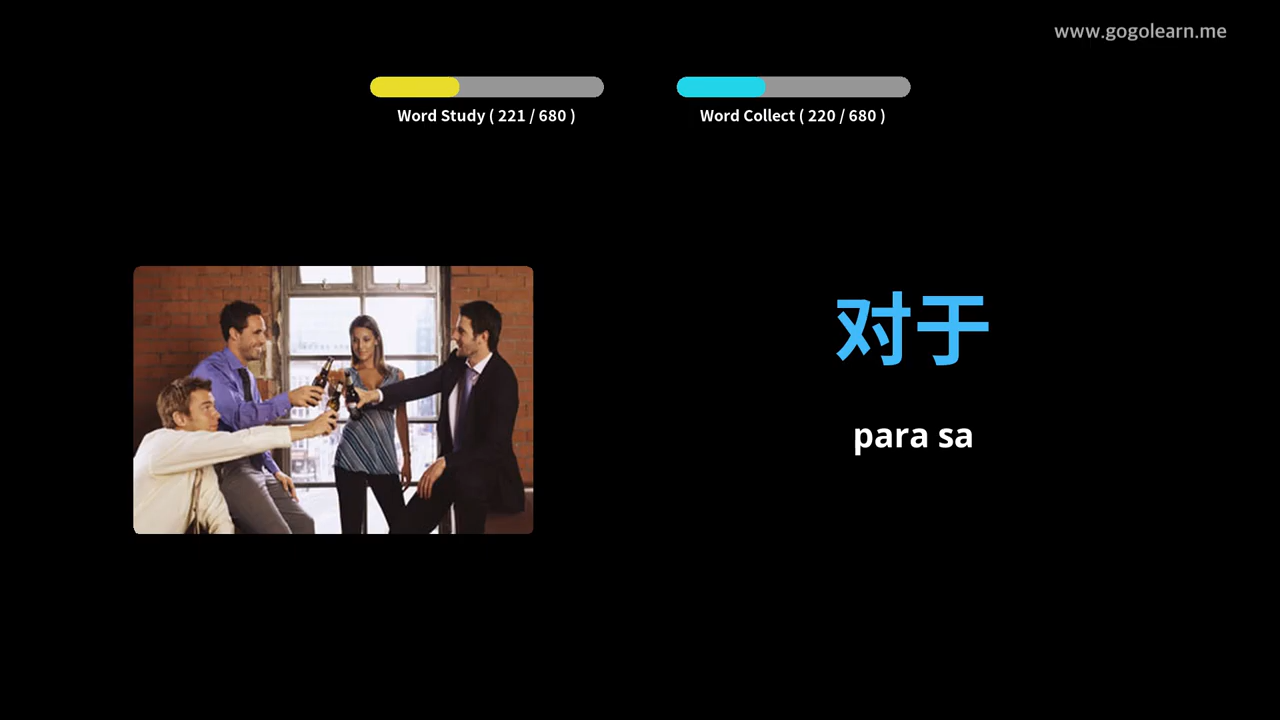 www.gogolearn.me
Word Study ( 221 / 680 )
Word Collect ( 220 / 680 )
对于
para sa